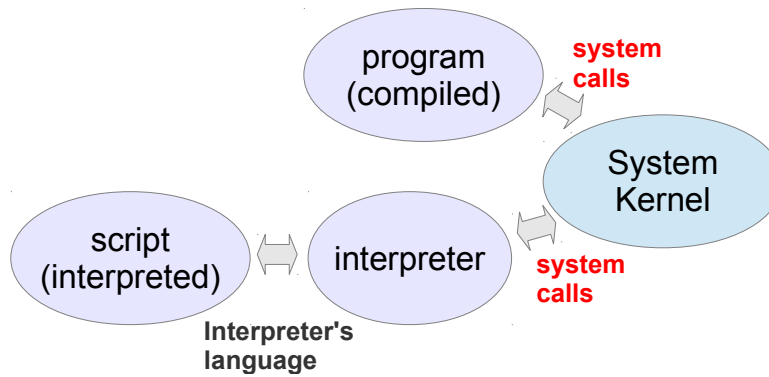 program
(compiled)
system
calls
System
Kernel
script
(interpreted)
interpreter
system
calls
Interpreter's
language